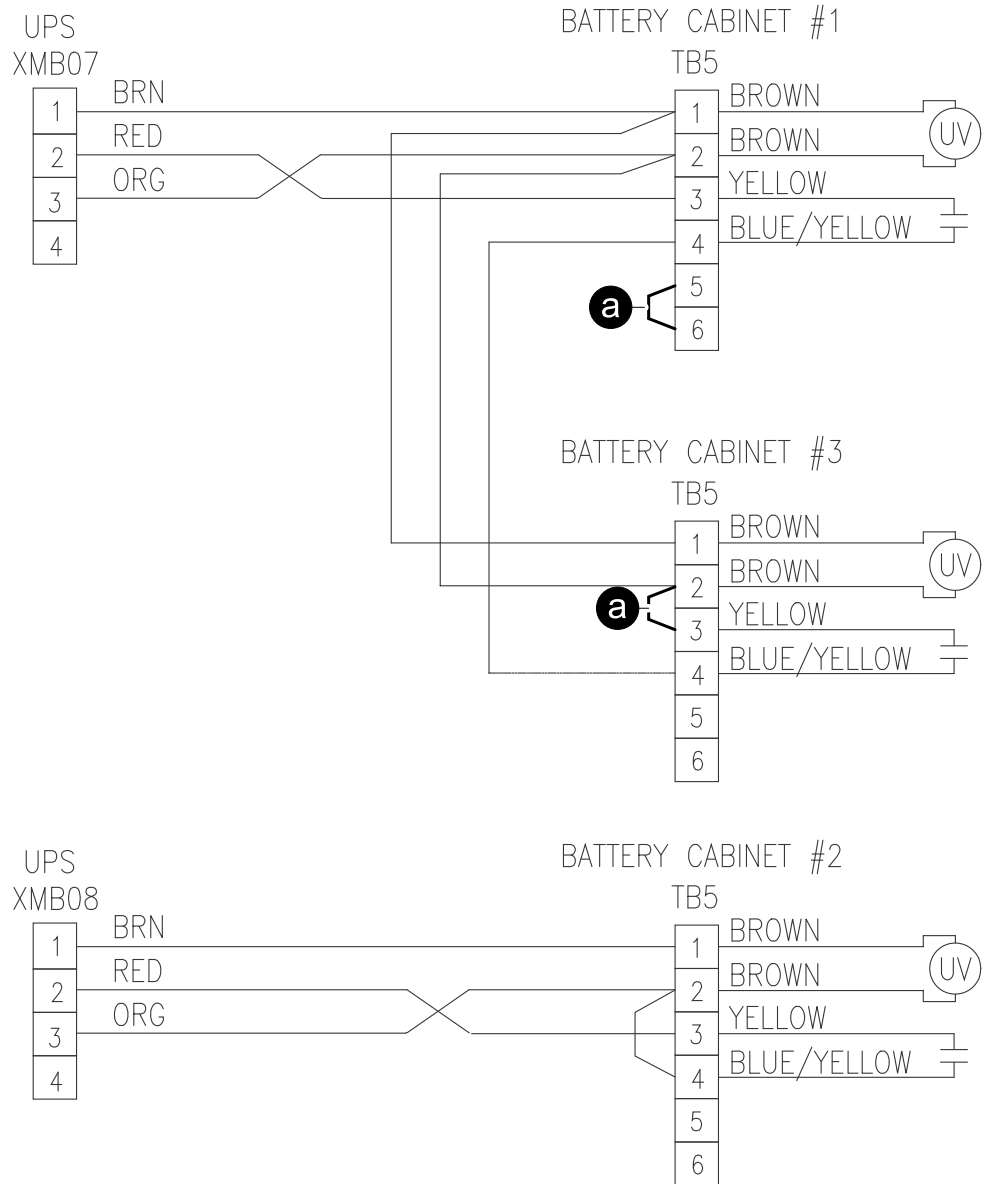 BATTERY CABINET #1
UPS
XMB07
TB5
1
BRN
2
RED
3
ORG
4
1
BROWN
2
BROWN
3
YELLOW
4
BLUE/YELLOW
5
6
UV
a
BATTERY CABINET #3
TB5
1
BROWN
2
BROWN
3
YELLOW
4
BLUE/YELLOW
5
6
UV
a
UPS
XMB08
BATTERY CABINET #2
TB5
1
BRN
2
RED
3
ORG
4
1
BROWN
2
BROWN
3
YELLOW
4
BLUE/YELLOW
5
6
UV